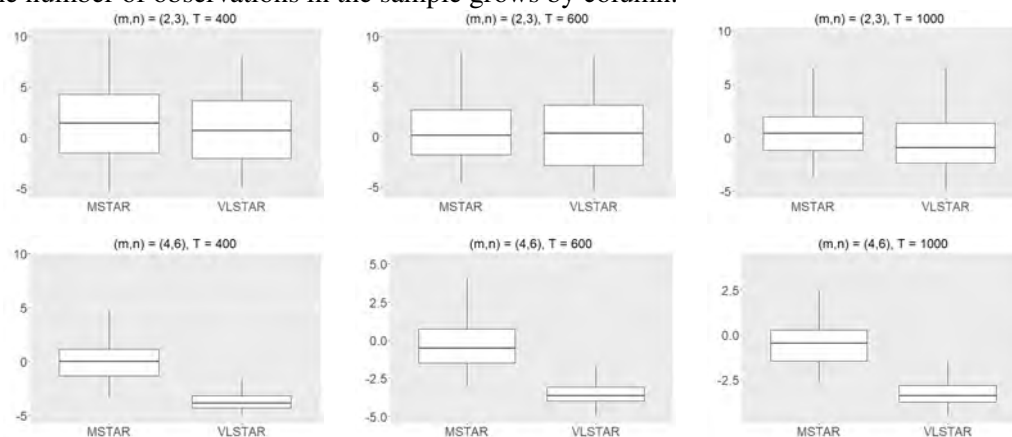 e number of observations in the sample grows by column.
(m,n) = (2,3), T = 400
(m,n) = (2,3), T = 600
(m,n) = (2,3), T = 1000
10
5
0
-5
MSTAR VLSTAR
10
5
0
-5
MSTAR VLSTAR
10
5
0
-5
MSTAR VLSTAR
(m,n) = (4,6), T = 400
(m,n) = (4,6), T = 600
(m,n) = (4,6), T = 1000
10
5
0
-5
MSTAR VLSTAR
5.0
2.5
0.0
-2.5
-5.0
MSTAR VLSTAR
2.5
0.0
-2.5
MSTAR VLSTAR